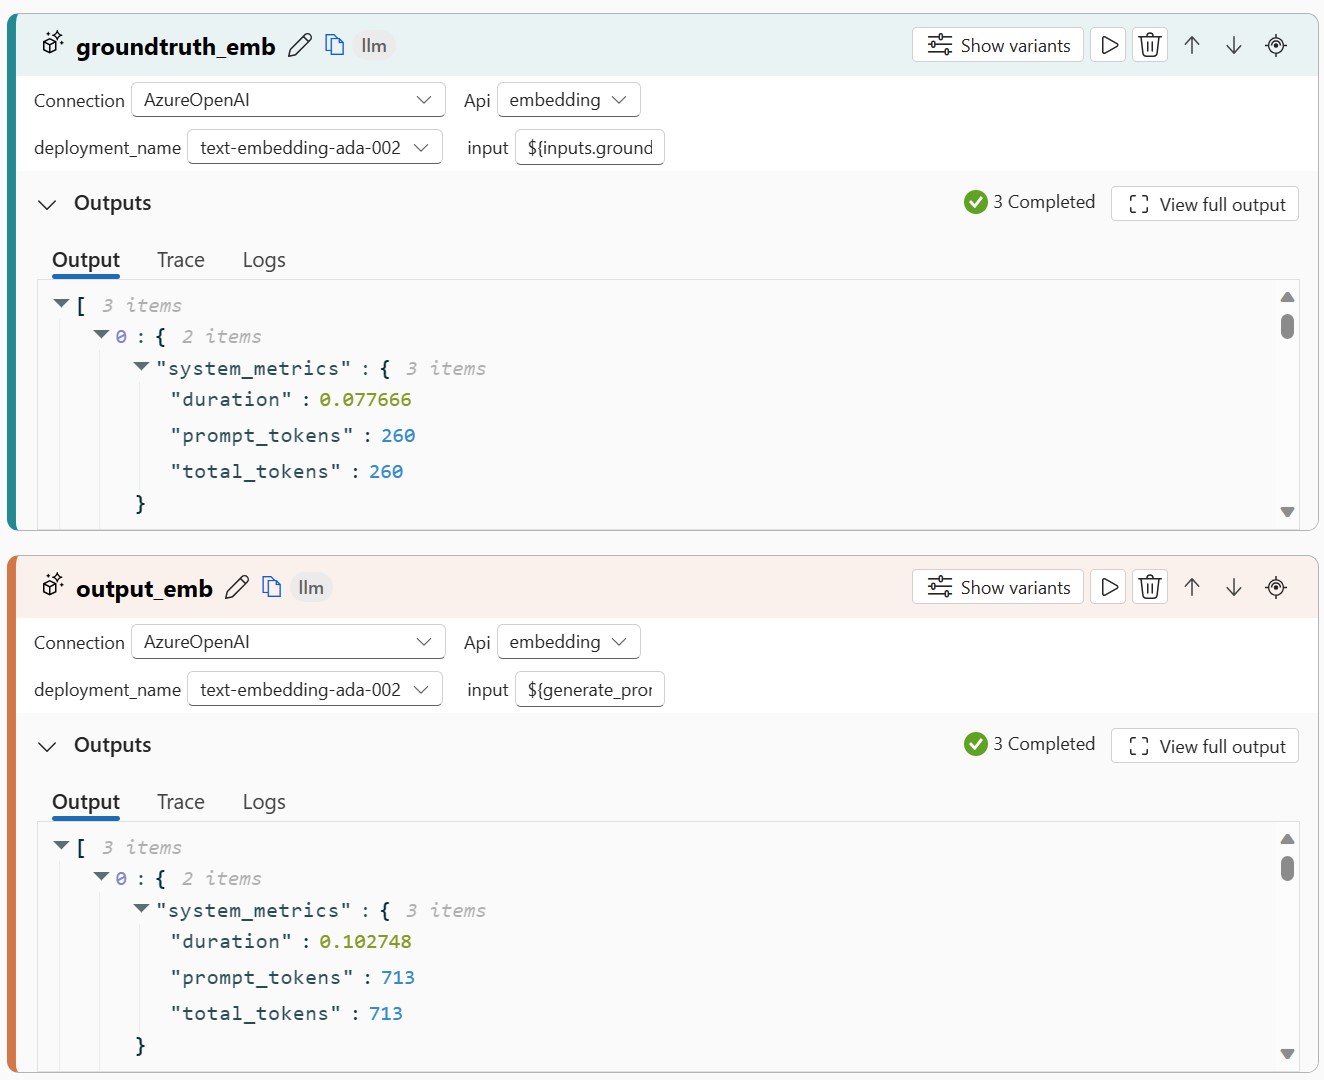 groundtruth_emb llm Show variants
Connection AzureOpenAI Api embedding
deployment_name text-embedding-ada-002 input ${inputs.ground
Outputs 3 Completed View full output
Output Trace Logs
[ 3 items
0 : { 2 items
"system_metrics" : { 3 items
"duration" : 0.077666
"prompt_tokens" : 260
"total_tokens" : 260
}
output_emb llm Show variants
Connection AzureOpenAI Api embedding
deployment_name text-embedding-ada-002 input ${generate_pror
Outputs 3 Completed View full output
Output Trace Logs
[ 3 items
0 : { 2 items
"system_metrics" : { 3 items
"duration" : 0.102748
"prompt_tokens" : 713
"total_tokens" : 713
}